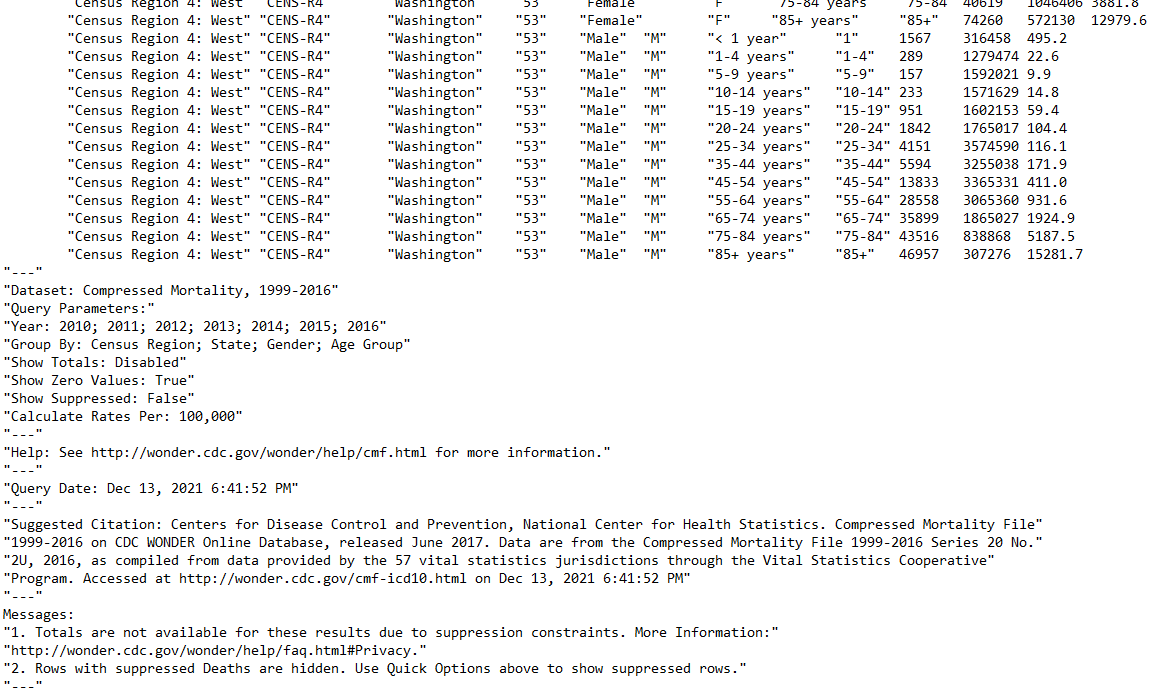 "Census Region 4: West" "CENS-R4" "Washington" "53" "Female" "F" "75-84 years" "75-84" 40619 1046406 3881.8
"Census Region 4: West" "CENS-R4" "Washington" "53" "Female" "F" "85+ years" "85+" 74260 572130 12979.6
"Census Region 4: West" "CENS-R4" "Washington" "53" "Male" "M" "< 1 year" "1" 1567 316458 495.2
"Census Region 4: West" "CENS-R4" "Washington" "53" "Male" "M" "1-4 years" "1-4" 289 1279474 22.6
"Census Region 4: West" "CENS-R4" "Washington" "53" "Male" "M" "5-9 years" "5-9" 157 1592021 9.9
"Census Region 4: West" "CENS-R4" "Washington" "53" "Male" "M" "10-14 years" "10-14" 233 1571629 14.8
"Census Region 4: West" "CENS-R4" "Washington" "53" "Male" "M" "15-19 years" "15-19" 951 1602153 59.4
"Census Region 4: West" "CENS-R4" "Washington" "53" "Male" "M" "20-24 years" "20-24" 1842 1765017 104.4
"Census Region 4: West" "CENS-R4" "Washington" "53" "Male" "M" "25-34 years" "25-34" 4151 3574590 116.1
"Census Region 4: West" "CENS-R4" "Washington" "53" "Male" "M" "35-44 years" "35-44" 5594 3255038 171.9
"Census Region 4: West" "CENS-R4" "Washington" "53" "Male" "M" "45-54 years" "45-54" 13833 3365331 411.0
"Census Region 4: West" "CENS-R4" "Washington" "53" "Male" "M" "55-64 years" "55-64" 28558 3065360 931.6
"Census Region 4: West" "CENS-R4" "Washington" "53" "Male" "M" "65-74 years" "65-74" 35899 1865027 1924.9
"Census Region 4: West" "CENS-R4" "Washington" "53" "Male" "M" "75-84 years" "75-84" 43516 838868 5187.5
"Census Region 4: West" "CENS-R4" "Washington" "53" "Male" "M" "85+ years" "85+" 46957 307276 15281.7
"---"
"Dataset: Compressed Mortality, 1999-2016"
"Query Parameters:"
"Year: 2010; 2011; 2012; 2013; 2014; 2015; 2016"
"Group By: Census Region; State; Gender; Age Group"
"Show Totals: Disabled"
"Show Zero Values: True"
"Show Suppressed: False"
"Calculate Rates Per: 100,000"
"---"
"Help: See http://wonder.cdc.gov/wonder/help/cmf.html for more information."
"---"
"Query Date: Dec 13, 2021 6:41:52 PM"
"---"
"Suggested Citation: Centers for Disease Control and Prevention, National Center for Health Statistics. Compressed Mortality File"
"1999-2016 on CDC WONDER Online Database, released June 2017. Data are from the Compressed Mortality File 1999-2016 Series 20 No."
"2U, 2016, as compiled from data provided by the 57 vital statistics jurisdictions through the Vital Statistics Cooperative"
"Program. Accessed at http://wonder.cdc.gov/cmf-icd10.html on Dec 13, 2021 6:41:52 PM"
"---"
Messages:
"1. Totals are not available for these results due to suppression constraints. More Information:"
"http://wonder.cdc.gov/wonder/help/faq.html#Privacy."
"2. Rows with suppressed Deaths are hidden. Use Quick Options above to show suppressed rows."
"---"